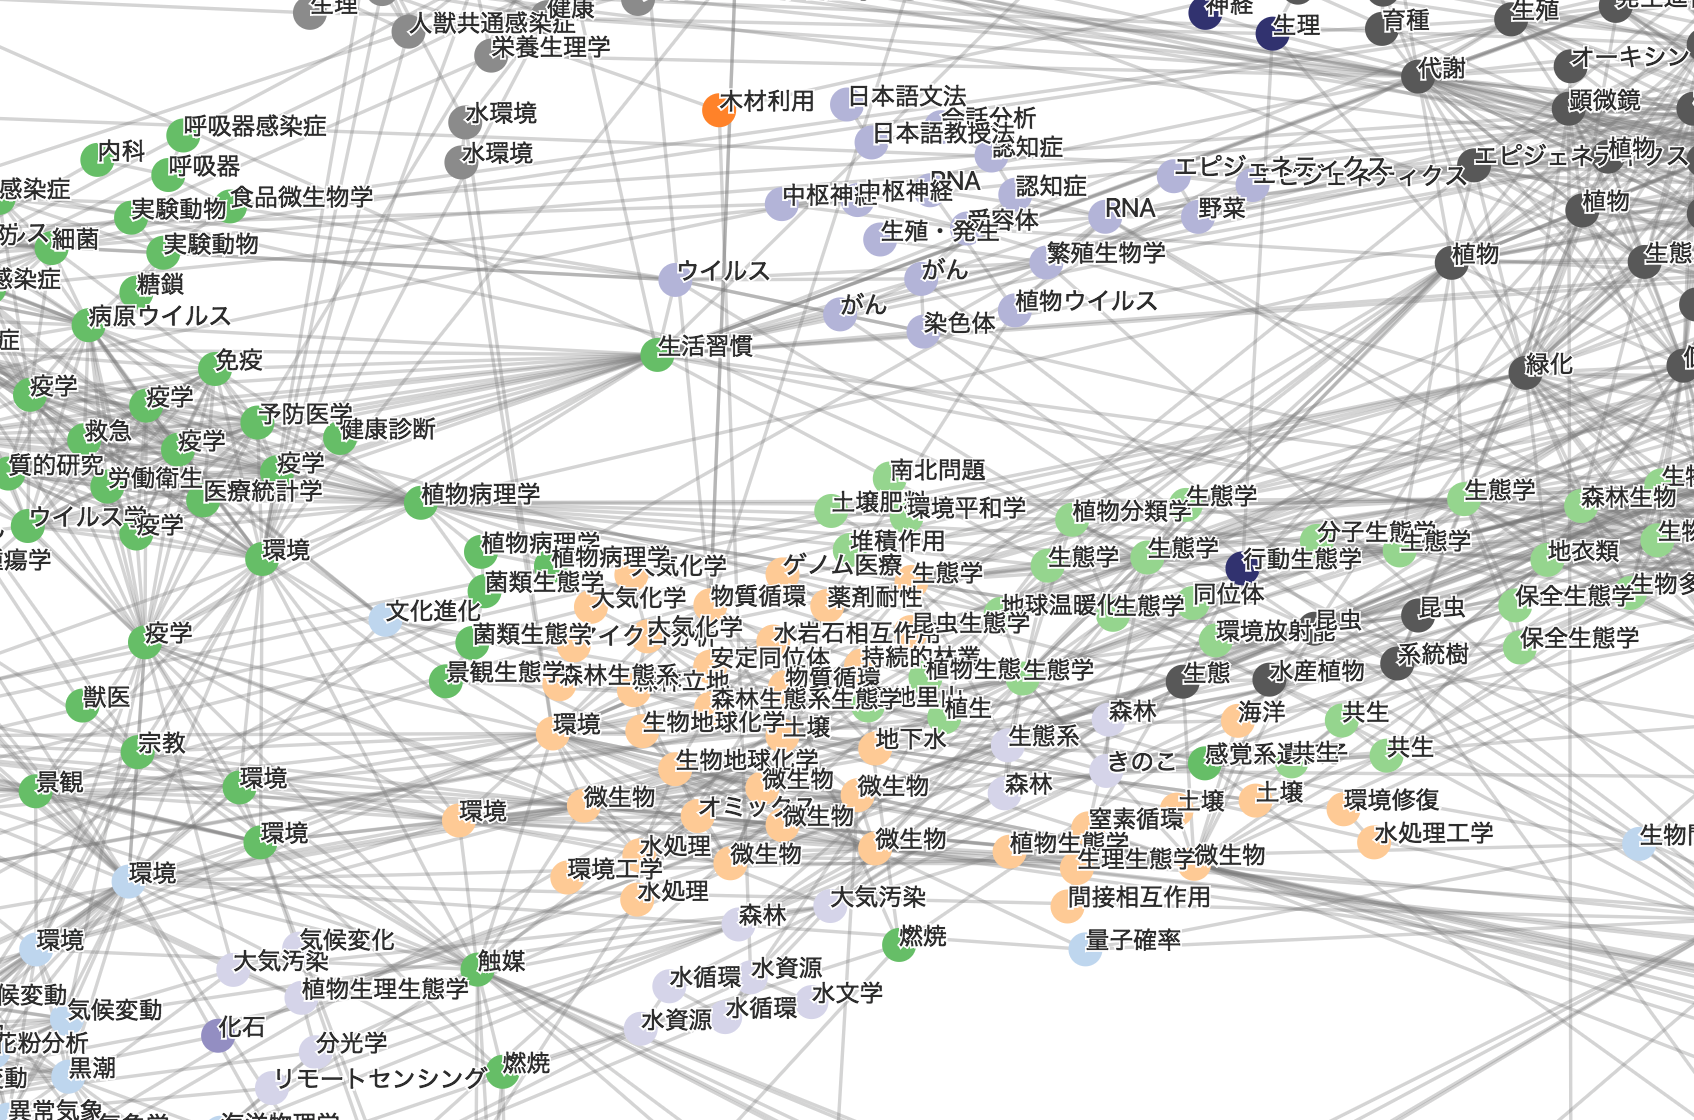 生理
人獣共通感染症
健康
栄養生理学
神経
生理
育種
生殖
オーキシン
代謝
顕微鏡
水環境
水環境
木材利用
日本語文法
会話分析
日本語教授法
認知症
エピジェネティクス
エピジェネティクス
エピジェネティクス
植物
植物
植物
RNA
中枢神経
中枢神経
認知症
RNA
野菜
受容体
生殖・発生
繁殖生物学
ウイルス
がん
がん
植物ウイルス
染色体
生活習慣
緑化
呼吸器感染症
内科
呼吸器
感染症
食品微生物学
実験動物
細菌
実験動物
感染症
糖鎖
病原ウイルス
免疫
疫学
疫学
予防医学
健康診断
救急
疫学
疫学
質的研究
労働衛生
医療統計学
ウイルス学
疫学
環境
植物病理学
植物病理学
植物病理学
菌類生態学
文化進化
菌類生態学
景観生態学
疫学
獣医
宗教
景観
環境
環境
環境
環境
南北問題
土壌肥
環境平和学
堆積作用
植物分類学
生態学
生態学
生態学
生態学
森林生物
分子生態学
生態学
行動生態学
地衣類
同位体
保全生態学
保全生態学
生物多
地球温暖化
生態学
環境放射能
昆虫
昆虫
系統樹
水産植物
生態
大気化学
ゲノム医療
生態学
大気化学
物質循環
薬剤耐性
大気化学
水岩石相互作用
昆虫生態学
安定同位体
持続的林業
森林生態系
物質循環
植物生態
生態学
森林生態系生態学
植生
環境
生物地球化学
土壌
地下水
生物地球化学
微生物
微生物
微生物
オミックス
微生物
環境
水処理
微生物
微生物
環境工学
水処理
生態系
森林
森林
きのこ
海洋
共生
感覚系
共生
共生
土壌
土壌
環境修復
水処理工学
窒素循環
植物生態学
生理生態学
微生物
間接相互作用
量子確率
大気汚染
森林
燃焼
気候変化
大気汚染
触媒
植物生理生態学
気候変動
候変動
化石
花粉分析
分光学
黒潮
リモートセンシング
燃焼
異常気象
海洋物理学
水循環
水資源
水文学
水循環
水資源